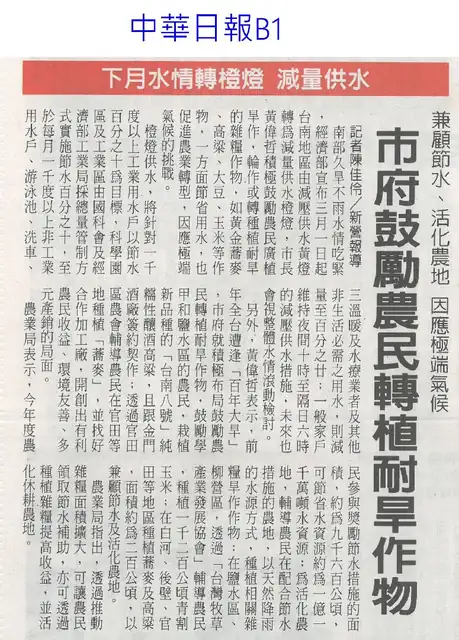 中華日報B1
下月水情轉橙燈 減量供水
兼顧節水、活化農地 因應極端氣候
市府鼓勵農民轉植耐旱作物
記者陳佳伶╱新營報導
南部久旱不雨水情吃緊
，經濟部宣布三月一日起
台南地區由減壓供水黃燈
轉為減量供水橙燈，市長
黃偉哲積極鼓勵農民廣植
旱作，輪作或轉種植耐旱
的雜糧作物，如黃金蕎麥
、高粱、大豆、玉米等作
物，一方面節省用水，也
促進農業轉型，因應極端
氣候的挑戰。
橙燈供水，將針對一千
度以上工業用水戶以節水
百分之十為目標，科學園
區及工業區由國科會及經
濟部工業局採總量管制方
式實施節水百分之十，至
於每月一千度以上非工業
用水戶、游泳池、洗車、
三溫暖及水療業者及其他
非生活必需之用水，則減
量至百分之廿；一般家戶
維持夜間十時至隔日六時
的減壓供水措施，未來也
會視整體水情滾動檢討。
另外，黃偉哲表示，前
年全台遭逢「百年大旱」
，市府就積極布局鼓勵農
民轉植耐旱作物，鼓勵學
甲和鹽水區的農民，栽植
新品種的「台南八號」純
糯性釀酒高粱，且跟金門
酒廠簽約契作；透過官田
區農會輔導農民在官田等
地種植「蕎麥」，並找好
合作加工廠，開創出有利
農民收益、環境友善、多
元產銷的局面。
農業局表示，今年度農
民參與獎勵節水措施的面
積，約為九千六百公頃，
可節省水資源約為一億一
千萬噸水資源；為活化農
地，輔導農民在配合節水
措施的農地，以天然降雨
的水源方式，種植相關雜
糧旱作作物；在鹽水區、
柳營區，透過「台灣牧草
產業發展協會」輔導農民
，種植一千二百公頃青割
玉米；在白河、後壁、官
田等地區種植蕎麥及高粱
，面積約為二百公頃，以
兼顧節水及活化農地。
農業局指出，透過推動
雜糧面積擴大，可讓農民
領取節水補助，亦可透過
種植雜糧提高收益，並活
化休耕農地。